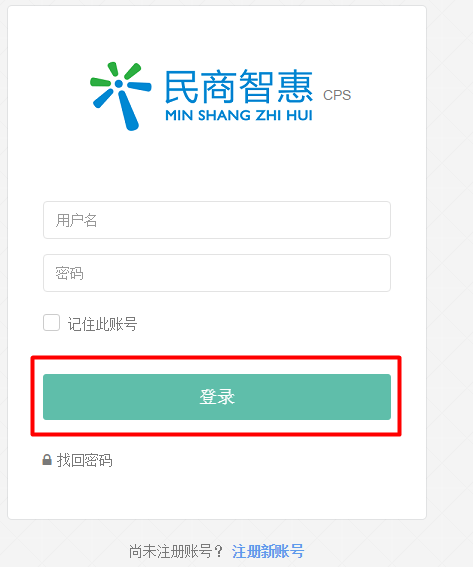 民商智惠 CPS
MIN SHANG ZHI HUI
用户名
密码
记住此账号
登录
找回密码
尚未注册账号？ 注册新账号